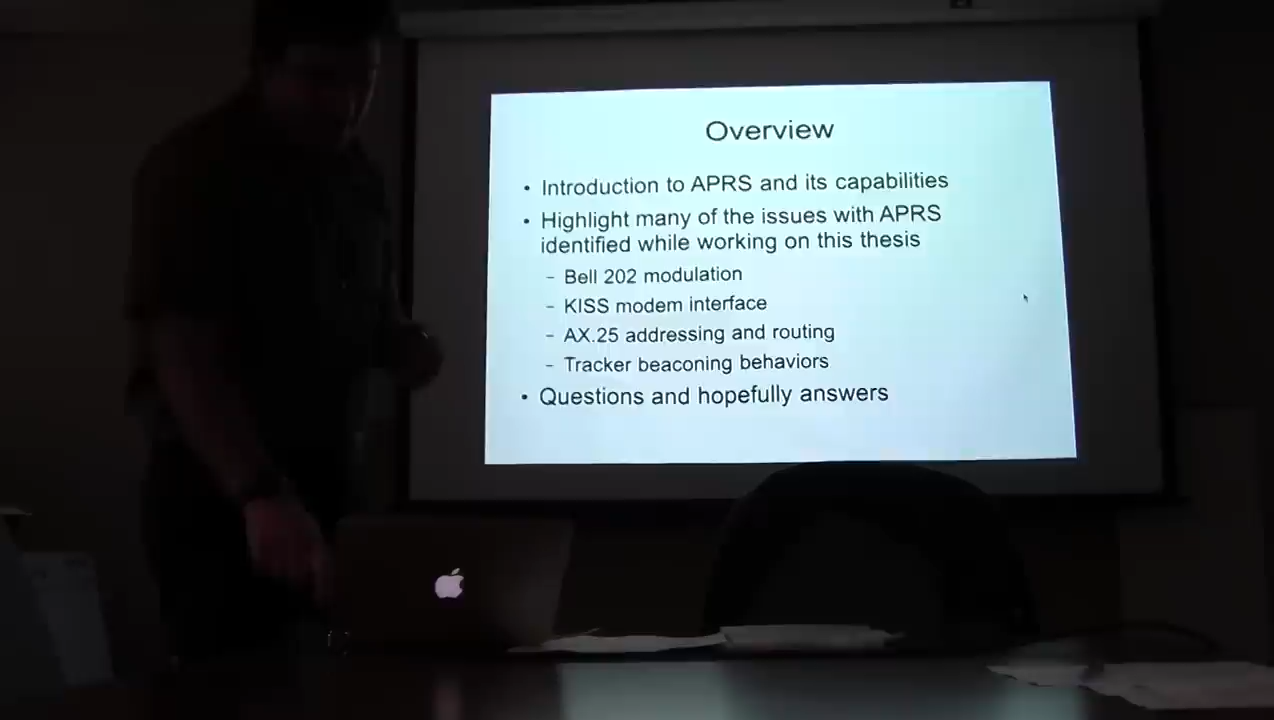 Overview
• Introduction to APRS and its capabilities
• Highlight many of the issues with APRS
identified while working on this thesis
– Bell 202 modulation
– KISS modem interface
– AX.25 addressing and routing
– Tracker beaconing behaviors
• Questions and hopefully answers